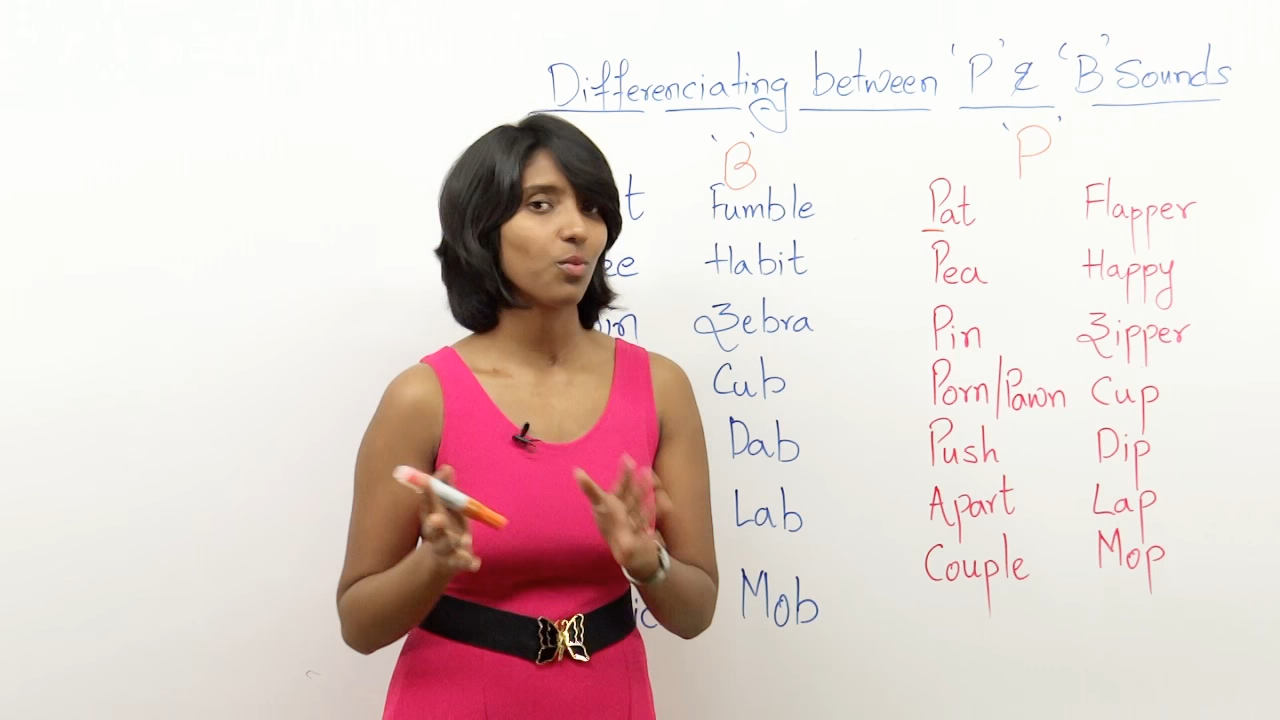 Differenciating between 'P' & 'B' Sounds
'B' 'P'
Fumble Pat Flapper
Habit Pea Happy
Zebra Pin Zipper
Cub Porn/Pawn Cup
Dab Push Dip
Lab Apart Lap
Mob Couple Mop